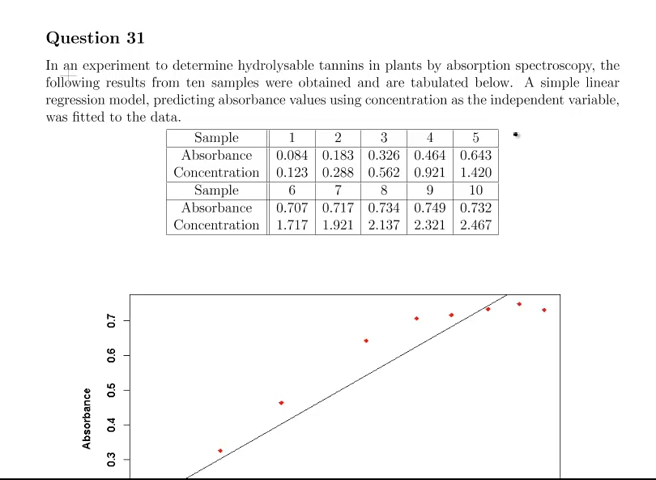 Question 31
In an experiment to determine hydrolysable tannins in plants by absorption spectroscopy, the
following results from ten samples were obtained and are tabulated below. A simple linear
regression model, predicting absorbance values using concentration as the independent variable,
was fitted to the data.
Sample 1 2 3 4 5
Absorbance 0.084 0.183 0.326 0.464 0.643
Concentration 0.123 0.288 0.562 0.921 1.420
Sample 6 7 8 9 10
Absorbance 0.707 0.717 0.734 0.749 0.732
Concentration 1.717 1.921 2.137 2.321 2.467
0.7
0.6
0.5
0.4
0.3
Absorbance